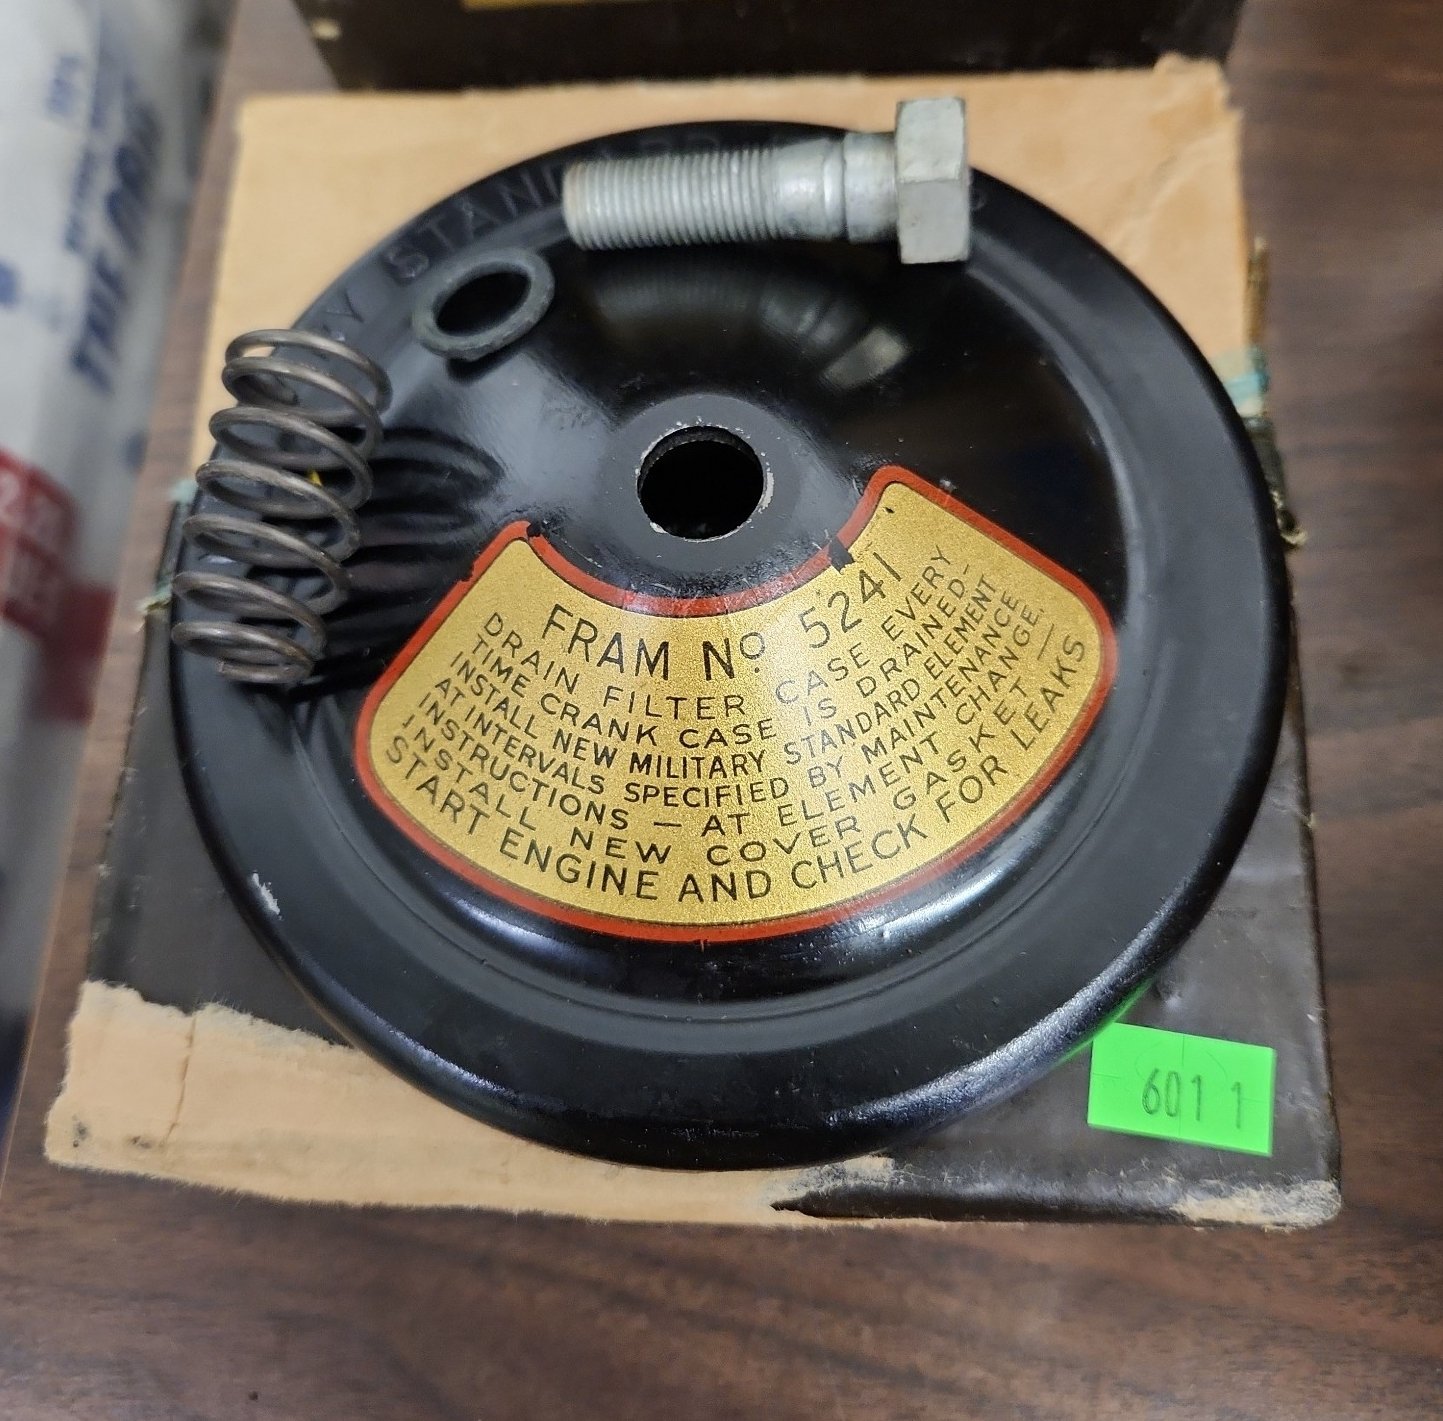 STAN
FRAM No. 5241
DRAIN FILTER CASE EVERY
TIME CRANK CASE IS DRAINED-
INSTALL NEW MILITARY STANDARD ELEMENT
AT INTERVALS SPECIFIED BY MAINTENANCE
INSTRUCTIONS — AT ELEMENT CHANGE,
INSTALL NEW COVER GASKET —
START ENGINE AND CHECK FOR LEAKS
601 1